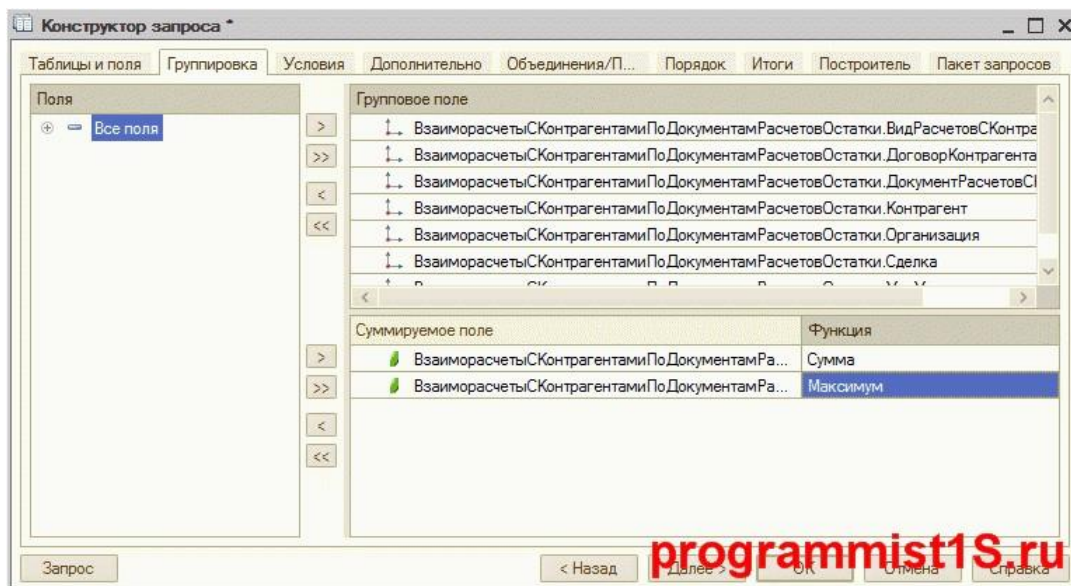 Конструктор запроса *
Таблицы и поля Группировка Условия Дополнительно Объединения/П... Порядок Итоги Построитель Пакет запросов
Поля
Все поля
>
>>
<
<<
Групповое поле
ВзаиморасчетыСКонтрагентамиПоДокументамРасчетовОстатки.ВидРасчетовСКонтра
ВзаиморасчетыСКонтрагентамиПоДокументамРасчетовОстатки.ДоговорКонтрагента
ВзаиморасчетыСКонтрагентамиПоДокументамРасчетовОстатки.ДокументРасчетовС
ВзаиморасчетыСКонтрагентамиПоДокументамРасчетовОстатки.Контрагент
ВзаиморасчетыСКонтрагентамиПоДокументамРасчетовОстатки.Организация
ВзаиморасчетыСКонтрагентамиПоДокументамРасчетовОстатки.Сделка
Суммируемое поле Функция
ВзаиморасчетыСКонтрагентамиПоДокументамРа... Сумма
ВзаиморасчетыСКонтрагентамиПоДокументамРа... Максимум
>
>>
<
<<
programmist1S.ru
Запрос < Назад Далее > ОК Отмена Справка